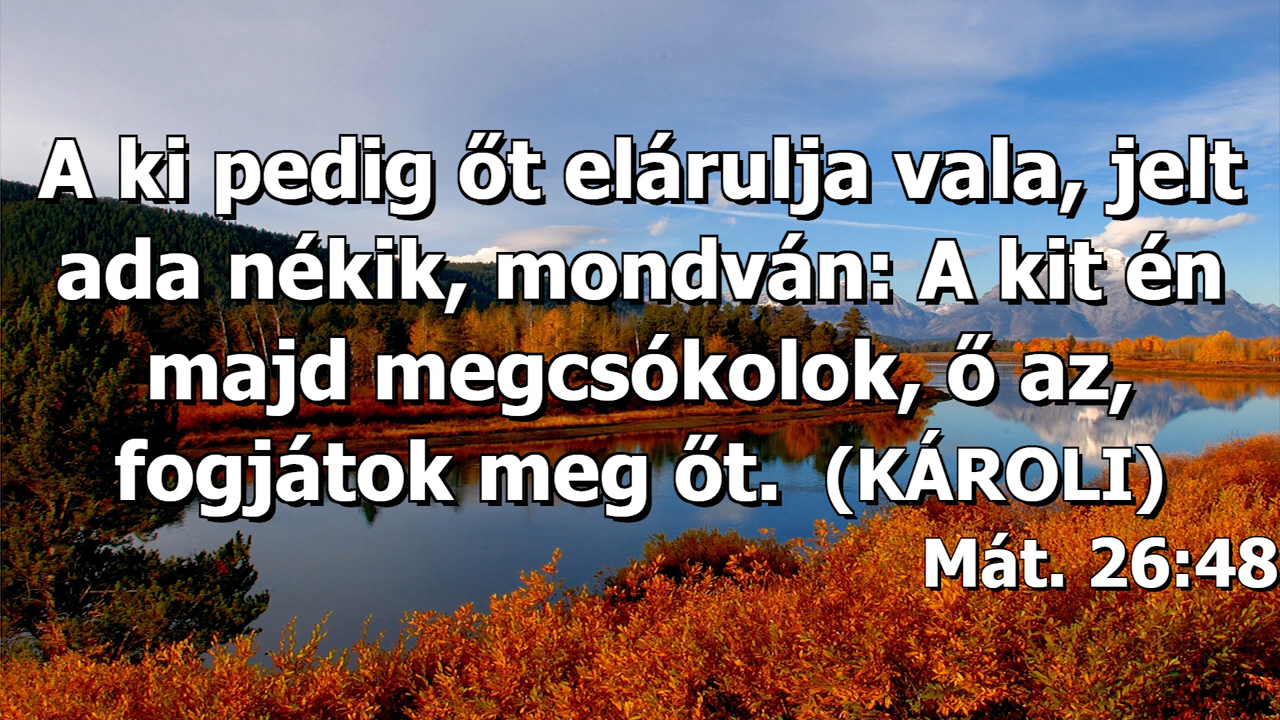 A ki pedig őt elárulja vala, jelt
ada nékik, mondván: A kit én
majd megcsókolok, ő az,
fogjátok meg őt. (KÁROLI)
Mát. 26:48